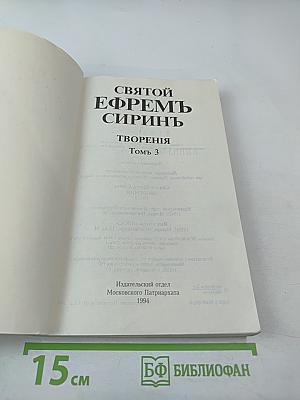 СВЯТОЙ
ЕФРЕМЪ
СИРИНЪ
ТВОРЕНІЯ
Томъ 3
Издательский отдел
Московского Патриархата
1994
15 см
БФ БИБЛИОФАН